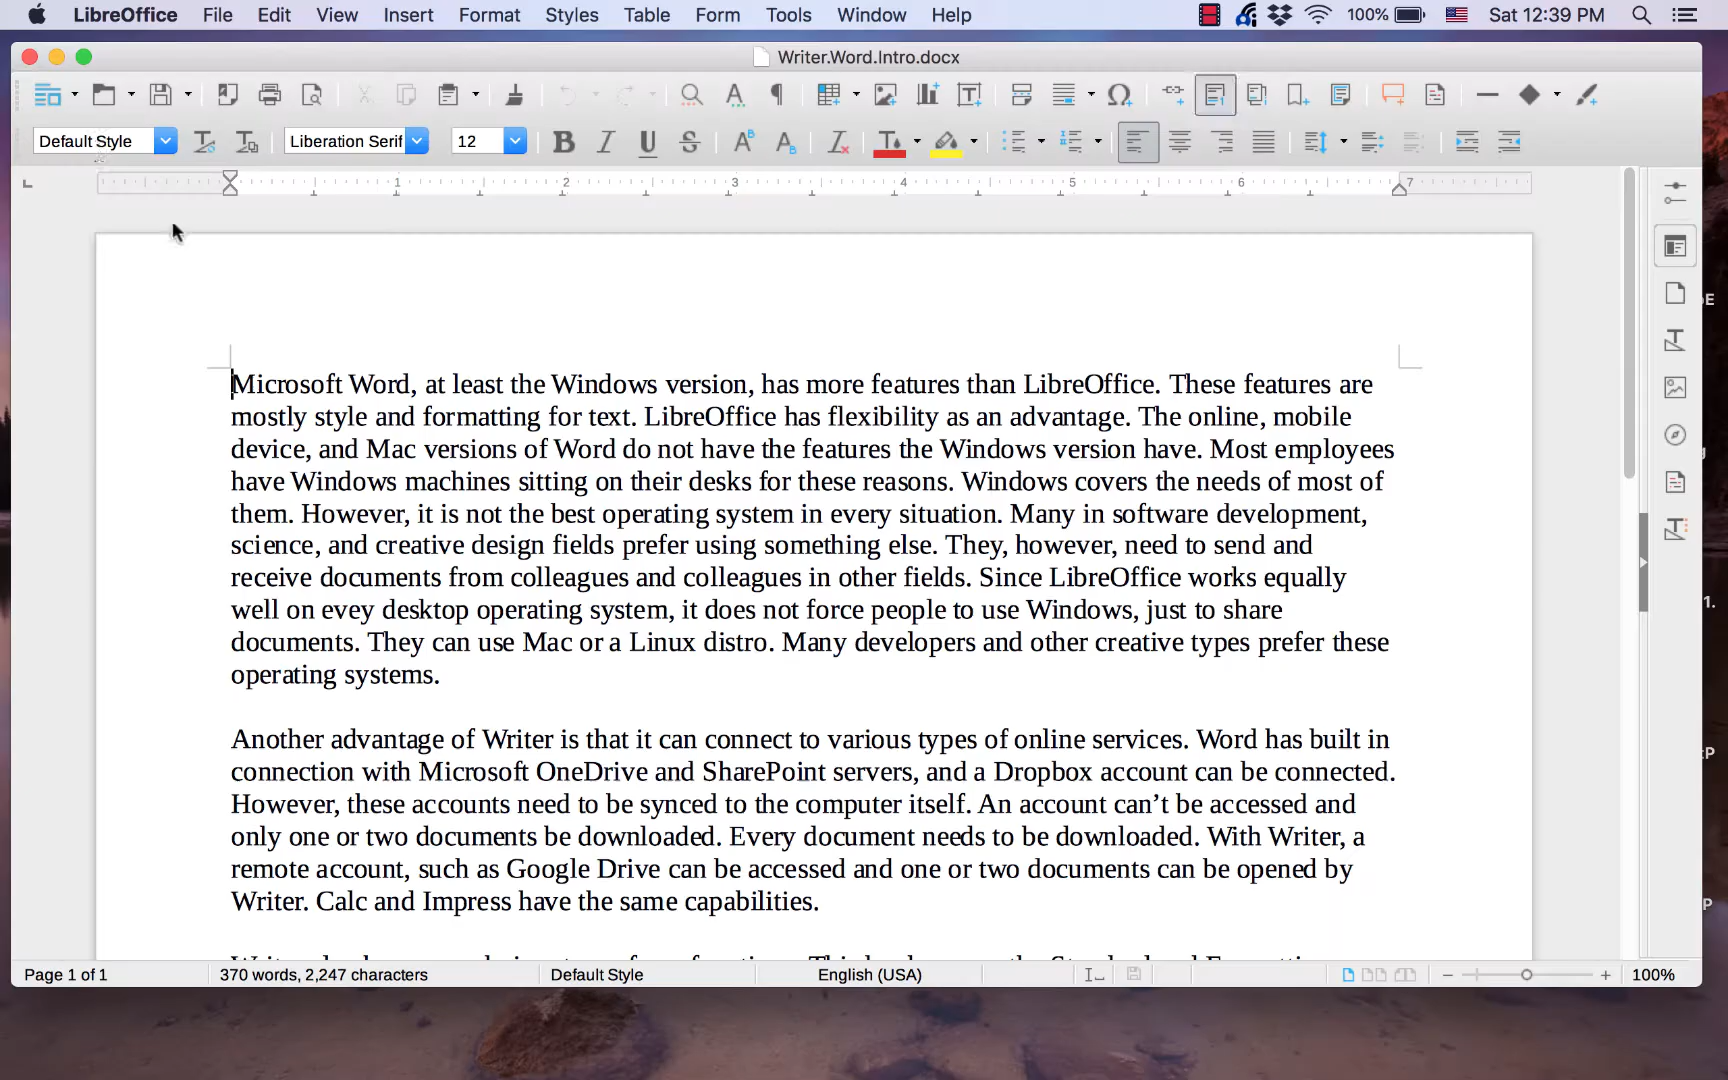 LibreOffice File Edit View Insert Format Styles Table Form Tools Window Help 100% Sat 12:39 PM
Writer.Word.Intro.docx
Default Style Liberation Serif 12
1 2 3 4 5 6 7
Microsoft Word, at least the Windows version, has more features than LibreOffice. These features are
mostly style and formatting for text. LibreOffice has flexibility as an advantage. The online, mobile
device, and Mac versions of Word do not have the features the Windows version have. Most employees
have Windows machines sitting on their desks for these reasons. Windows covers the needs of most of
them. However, it is not the best operating system in every situation. Many in software development,
science, and creative design fields prefer using something else. They, however, need to send and
receive documents from colleagues and colleagues in other fields. Since LibreOffice works equally
well on evey desktop operating system, it does not force people to use Windows, just to share
documents. They can use Mac or a Linux distro. Many developers and other creative types prefer these
operating systems.
Another advantage of Writer is that it can connect to various types of online services. Word has built in
connection with Microsoft OneDrive and SharePoint servers, and a Dropbox account can be connected.
However, these accounts need to be synced to the computer itself. An account can’t be accessed and
only one or two documents be downloaded. Every document needs to be downloaded. With Writer, a
remote account, such as Google Drive can be accessed and one or two documents can be opened by
Writer. Calc and Impress have the same capabilities.
Page 1 of 1 370 words, 2,247 characters Default Style English (USA) 100%